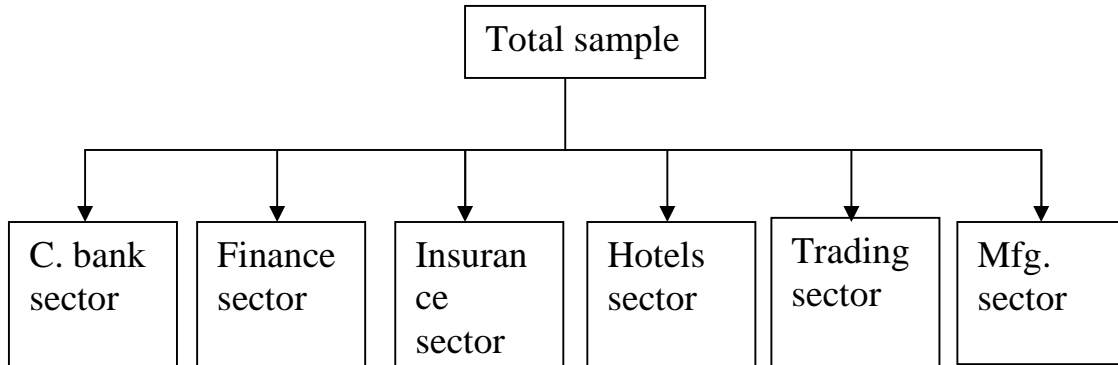 Total sample
C. bank
sector
Finance
sector
Insuran
ce
sector
Hotels
sector
Trading
sector
Mfg.
sector